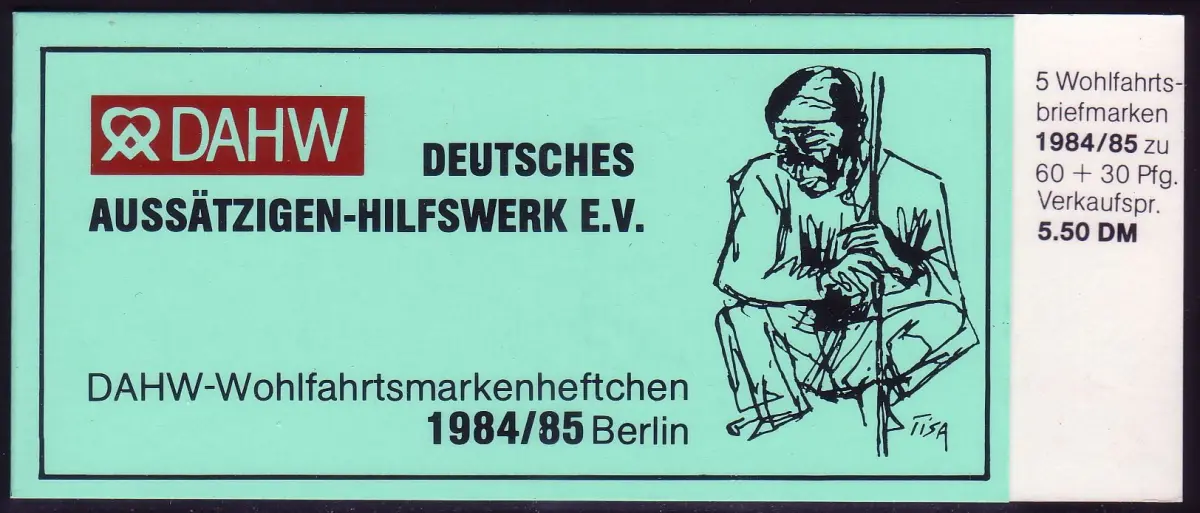 DAHW
DEUTSCHES
AUSSÄTZIGEN-HILFSWERK E.V.
DAHW-Wohlfahrtsmarkenheftchen
1984/85 Berlin
TISA
5 Wohlfahrts-
briefmarken
1984/85 zu
60 + 30 Pfg.
Verkaufspr.
5.50 DM